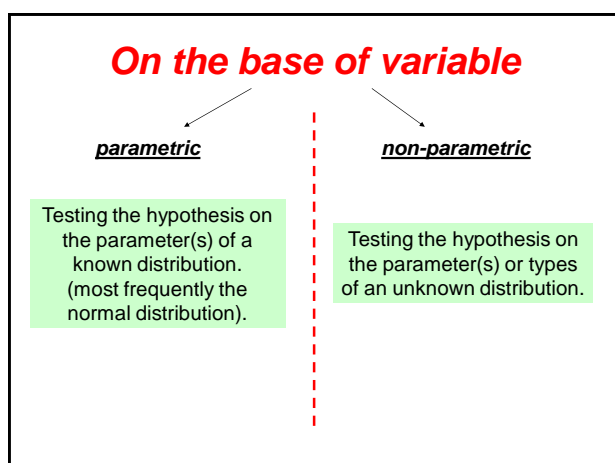 On the base of variable
parametric
non-parametric
Testing the hypothesis on
the parameter(s) of a
known distribution.
(most frequently the
normal distribution).
Testing the hypothesis on
the parameter(s) or types
of an unknown distribution.